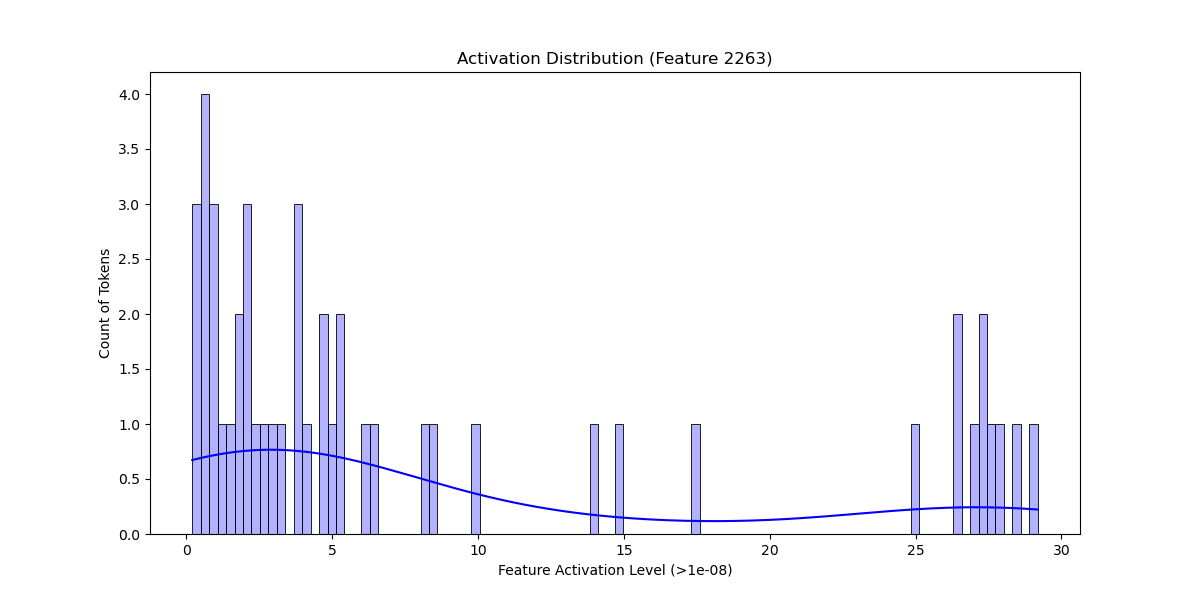 Activation Distribution (Feature 2263)
4.0
3.5
3.0
2.5
2.0
1.5
1.0
0.5
0.0
Count of Tokens
0 5 10 15 20 25 30
Feature Activation Level (>1e-08)